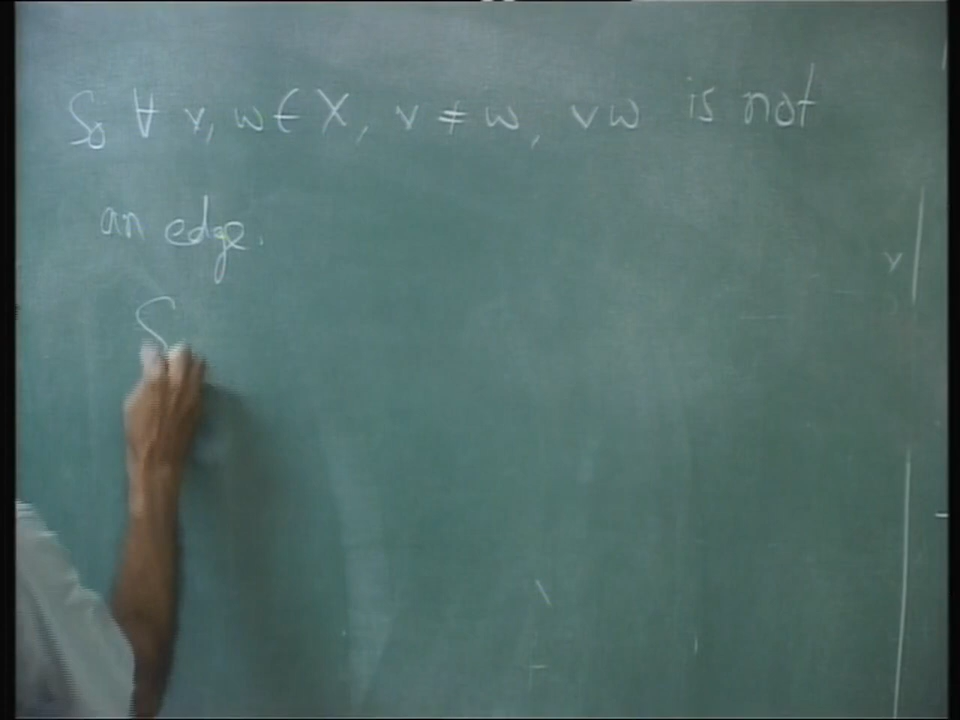 So ∀ v, w ∈ X, v ≠ w, vw is not
an edge.
S
v